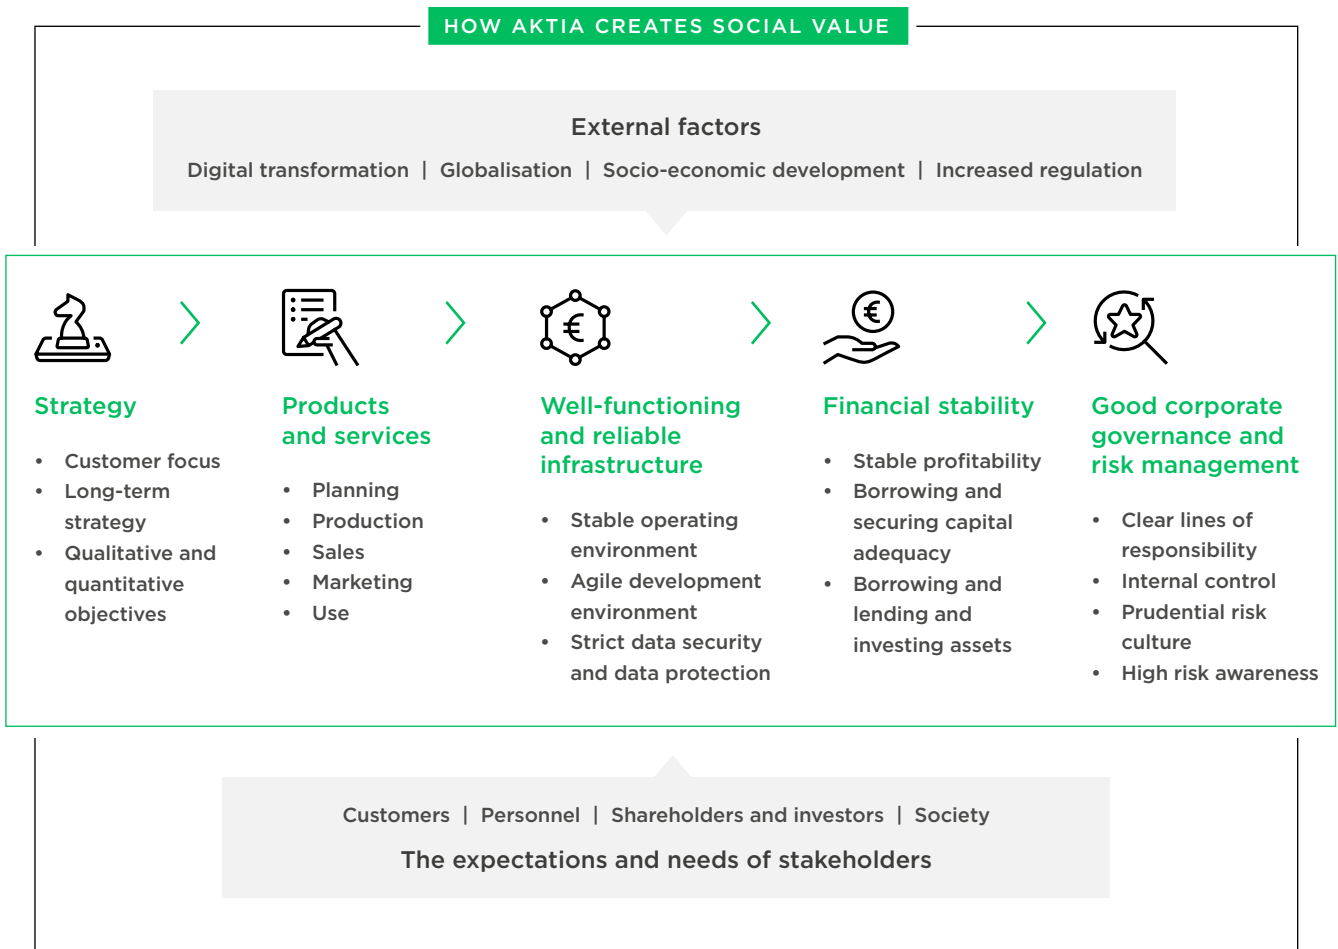 HOW AKTIA CREATES SOCIAL VALUE
External factors
Digital transformation | Globalisation | Socio-economic development | Increased regulation
Strategy
• Customer focus
• Long-term
strategy
• Qualitative and
quantitative
objectives
Products
and services
• Planning
• Production
• Sales
• Marketing
• Use
Well-functioning
and reliable
infrastructure
• Stable operating
environment
• Agile development
environment
• Strict data security
and data protection
Financial stability
• Stable profitability
• Borrowing and
securing capital
adequacy
• Borrowing and
lending and
investing assets
Good corporate
governance and
risk management
• Clear lines of
responsibility
• Internal control
• Prudential risk
culture
• High risk awareness
Customers | Personnel | Shareholders and investors | Society
The expectations and needs of stakeholders